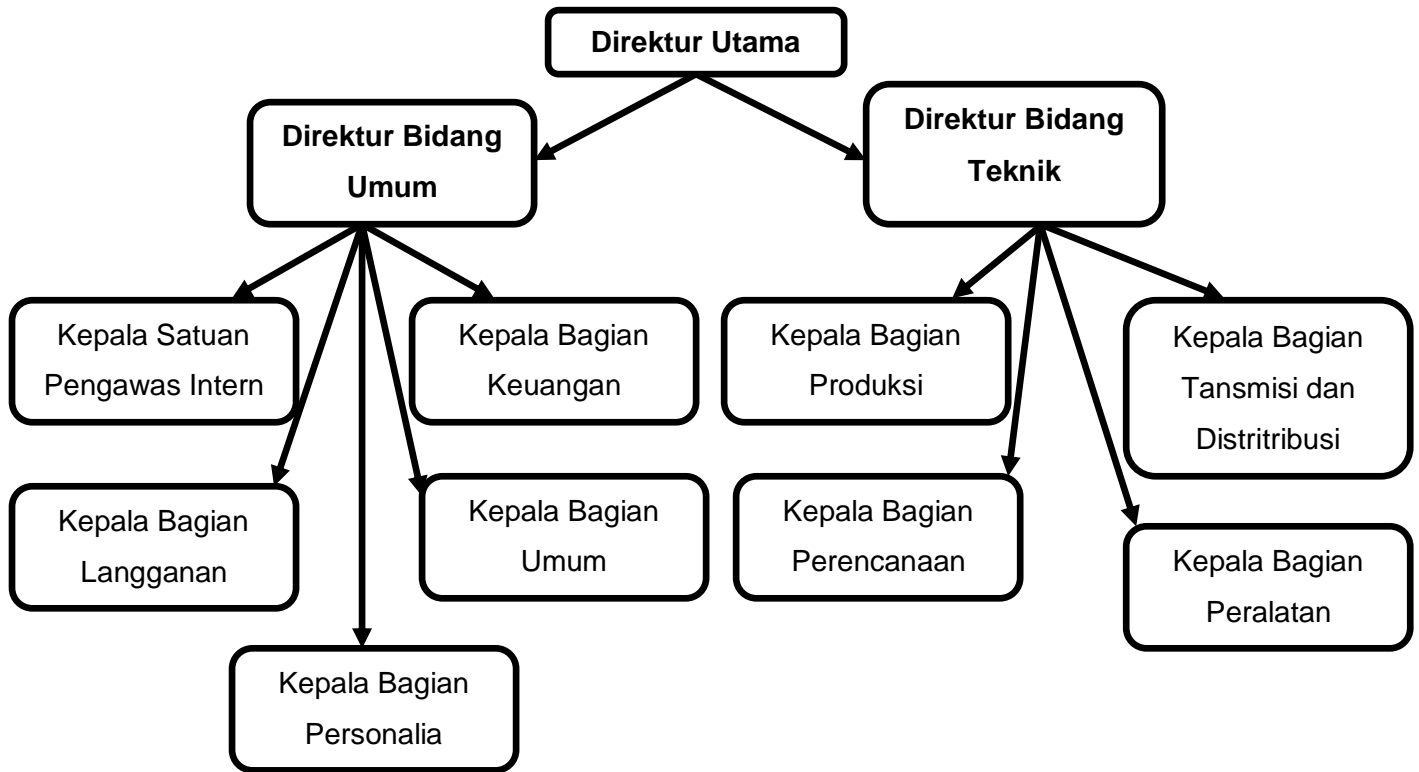 Direktur Utama
Direktur Bidang
Umum
Direktur Bidang
Teknik
Kepala Satuan
Pengawas Intern
Kepala Bagian
Keuangan
Kepala Bagian
Produksi
Kepala Bagian
Tansmisi dan
Distritribusi
Kepala Bagian
Langganan
Kepala Bagian
Umum
Kepala Bagian
Perencanaan
Kepala Bagian
Peralatan
Kepala Bagian
Personalia